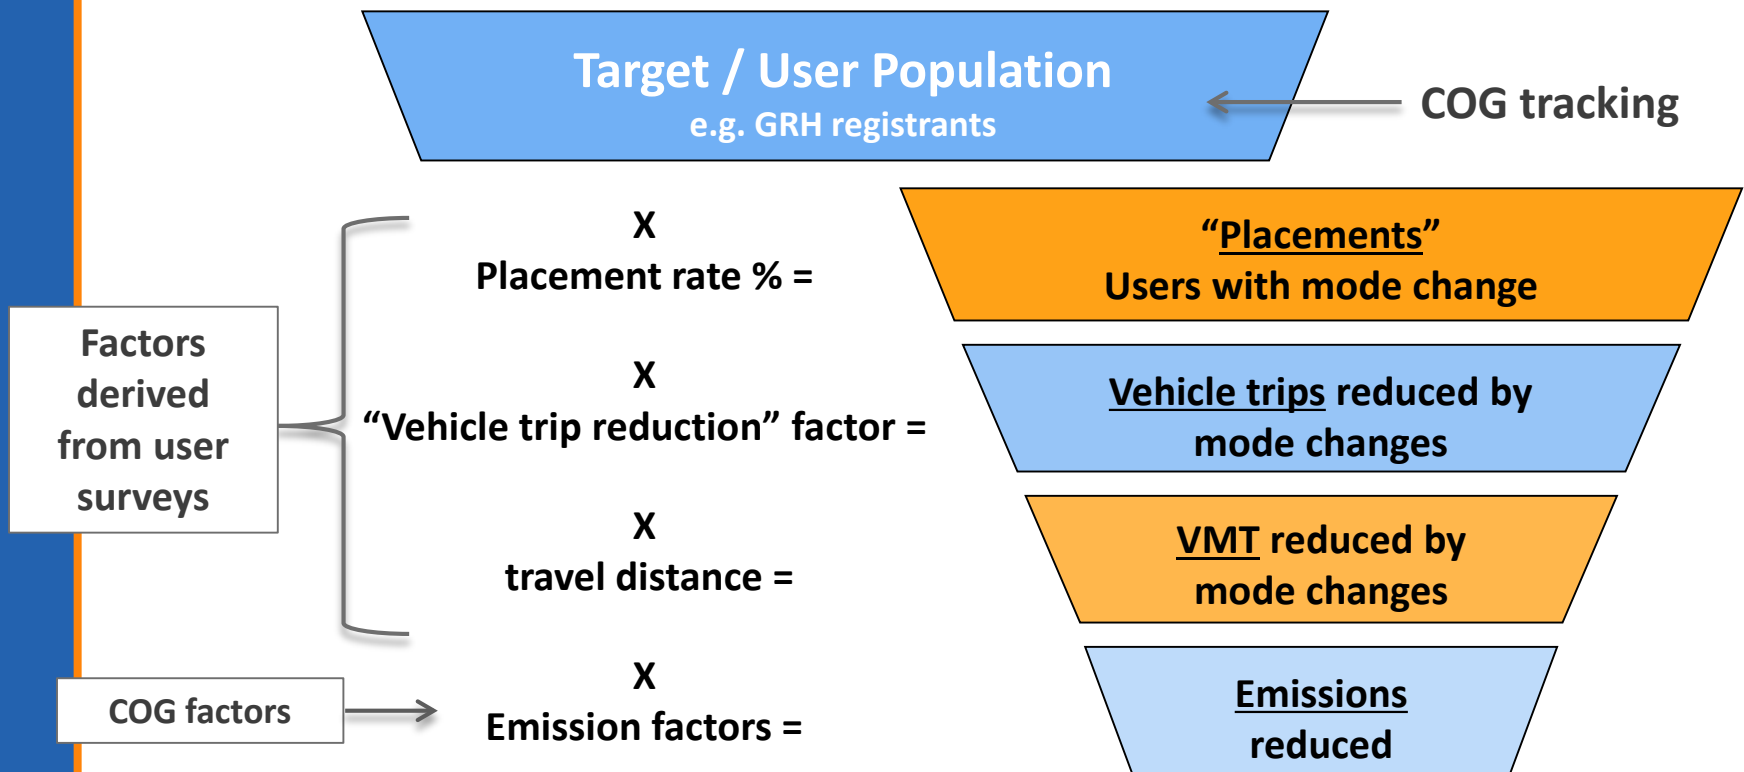 Target / User Population
e.g. GRH registrants
COG tracking
X
Placement rate % =
“Placements”
Users with mode change
Factors
derived
from user
surveys
X
“Vehicle trip reduction” factor =
Vehicle trips reduced by
mode changes
X
travel distance =
VMT reduced by
mode changes
COG factors
X
Emission factors =
Emissions
reduced